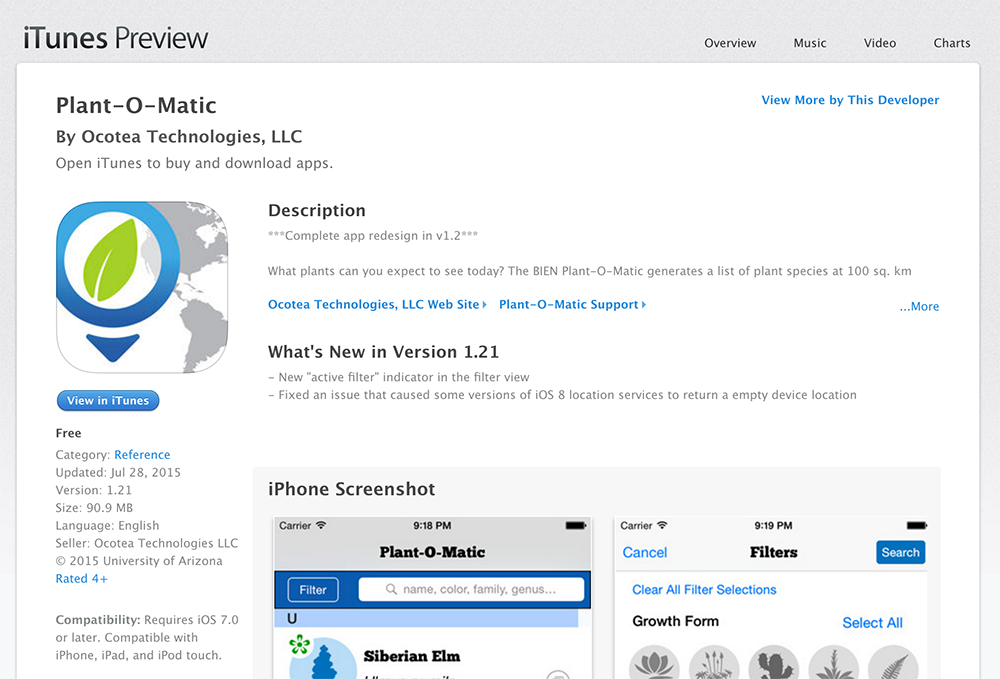 iTunes Preview
Overview Music Video Charts
Plant-O-Matic
View More by This Developer
By Ocotea Technologies, LLC
Open iTunes to buy and download apps.
Description
***Complete app redesign in v1.2***
What plants can you expect to see today? The BIEN Plant-O-Matic generates a list of plant species at 100 sq. km
Ocotea Technologies, LLC Web Site Plant-O-Matic Support
...More
What's New in Version 1.21
- New "active filter" indicator in the filter view
- Fixed an issue that caused some versions of iOS 8 location services to return a empty device location
View in iTunes
Free
Category: Reference
Updated: Jul 28, 2015
Version: 1.21
Size: 90.9 MB
Language: English
Seller: Ocotea Technologies LLC
© 2015 University of Arizona
Rated 4+
Compatibility: Requires iOS 7.0
or later. Compatible with
iPhone, iPad, and iPod touch.
iPhone Screenshot
Carrier 9:18 PM
Plant-O-Matic
Filter name, color, family, genus...
U
Siberian Elm
Carrier 9:19 PM
Cancel Filters Search
Clear All Filter Selections
Growth Form Select All